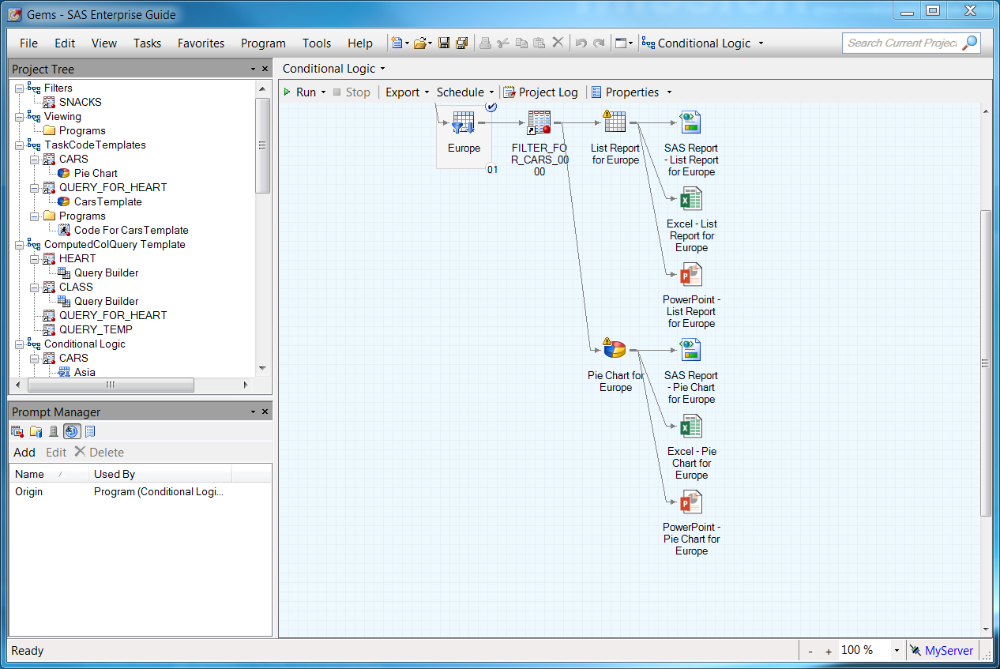 Gems - SAS Enterprise Guide
File Edit View Tasks Favorites Program Tools Help Conditional Logic Search Current Project
Project Tree
Filters
SNACKS
Viewing
Programs
TaskCodeTemplates
CARS
Pie Chart
QUERY_FOR_HEART
CarsTemplate
Programs
Code For CarsTemplate
ComputedColQuery Template
HEART
Query Builder
CLASS
Query Builder
QUERY_FOR_HEART
QUERY_TEMP
Conditional Logic
CARS
Asia
Prompt Manager
Add Edit Delete
Name Used By
Origin Program (Conditional Logi...
Conditional Logic
Run Stop Export Schedule Project Log Properties
Europe
01
FILTER_FO
R_CARS_00
00
List Report
for Europe
SAS Report
- List Report
for Europe
Excel - List
Report for
Europe
PowerPoint -
List Report
for Europe
Pie Chart for
Europe
SAS Report
- Pie Chart
for Europe
Excel - Pie
Chart for
Europe
PowerPoint -
Pie Chart for
Europe
Ready - + 100 % MyServer